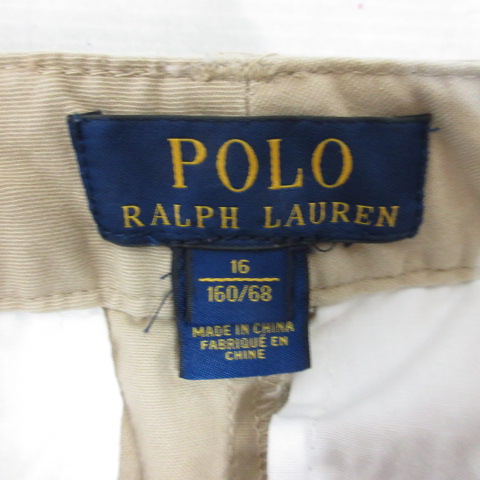 POLO
RALPH LAUREN
16
160/68
MADE IN CHINA
FABRIQUÉ EN
CHINE